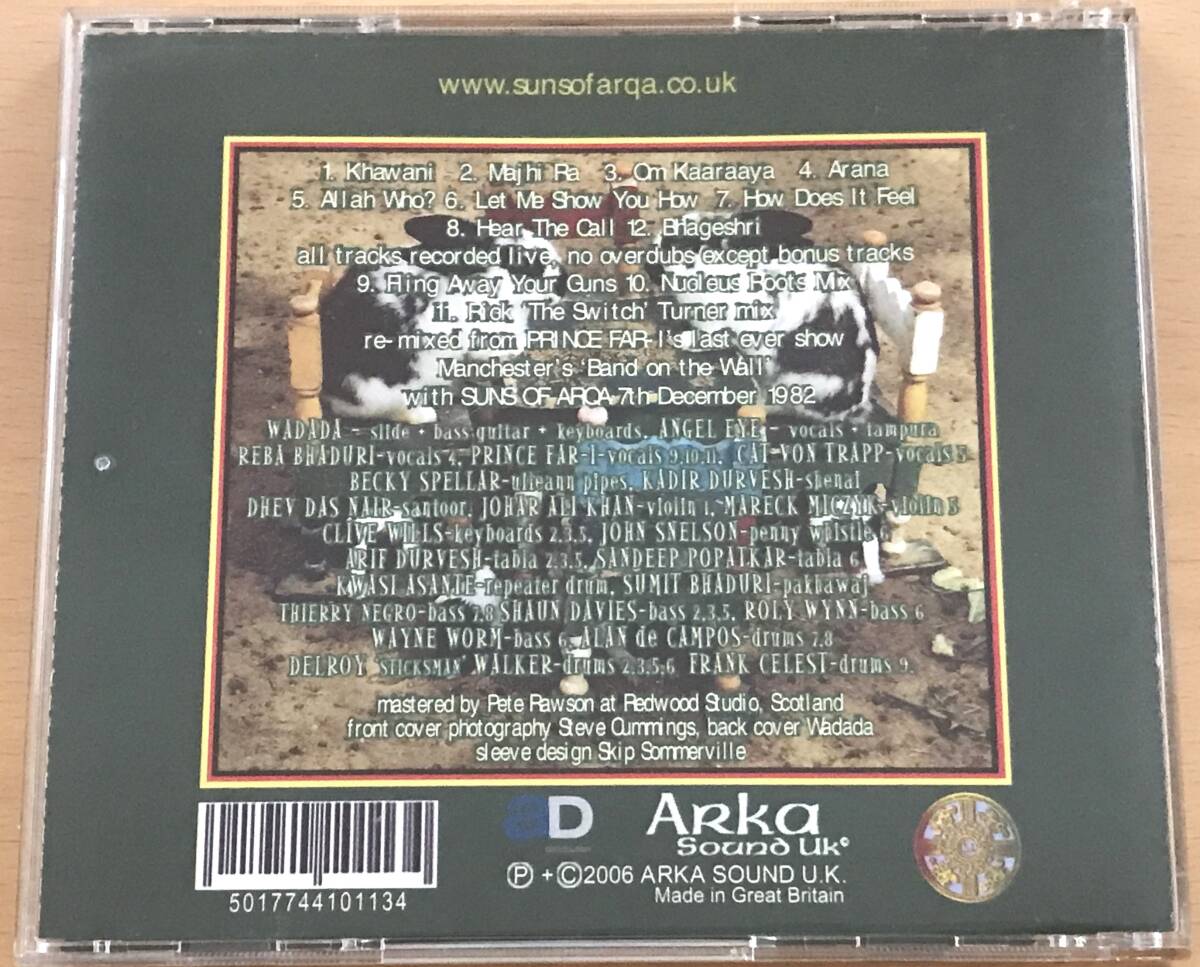 www.sunsofarqa.co.uk
1. Khawani 2. Majhi Ra 3. Om Kaaraaya 4. Arana
5. Allah Who? 6. Let Me Show You How 7. How Does It Feel
8. Hear The Call 12. Bhageshri
all tracks recorded live, no overdubs(except bonus tracks
9. Fling Away Your Guns 10. Nucleus Roots Mix
11. Rick 'The Switch' Turner mix
re-mixed from PRINCE FAR-I's last ever show
Manchester's 'Band on the Wall'
with SUNS OF ARQA 7th December 1982
WADADA - slide + bass guitar + keyboards, ANGEL EYE - vocals + tampura
REBA BHADURI-vocals 4, PRINCE FAR-I-vocals 9,10,11, CAT VON TRAPP-vocals 5
BECKY SPELLAR-ulieann pipes, KADIR DURVESH-shenai
DHEV DAS NAIR-santoor, JOHAR ALI KHAN-violin 1, MARECK MICZYK-violin 5
CLIVE WILLS-keyboards 2,3,5, JOHN SNELSON-penny whistle 6
ARIF DURVESH-tabla 2,3,5, SANDEEP POPATKAR-tabla 6
KWASI ASANTE-repeater drum, SUMIT BHADURI-pakhawaj
THIERRY NEGRO-bass 7,8 SHAUN DAVIES-bass 2,3,5, ROLY WYNN-bass 6
WAYNE WORM-bass 6, ALAN de CAMPOS-drums 7,8
DELROY 'STICKSMAN' WALKER-drums 2,3,5,6 FRANK CELEST-drums 9.
mastered by Pete Rawson at Redwood Studio, Scotland
front cover photography Steve Cummings, back cover Wadada
sleeve design Skip Sommerville
5017744101134
D
Arka
Sound Uk©
℗ + ©2006 ARKA SOUND U.K.
Made in Great Britain